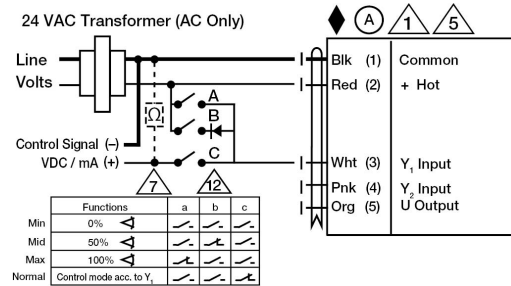 24 VAC Transformer (AC Only)
A 1 5
Line
Volts
Blk (1) Common
Red (2) + Hot
A
Ω
B
Control Signal (–)
C
VDC / mA (+)
Wht (3) Y1 Input
Pnk (4) Y2 Input
Org (5) U Output
7 12
Functions a b c
Min 0%
Mid 50%
Max 100%
Normal Control mode acc. to Y1